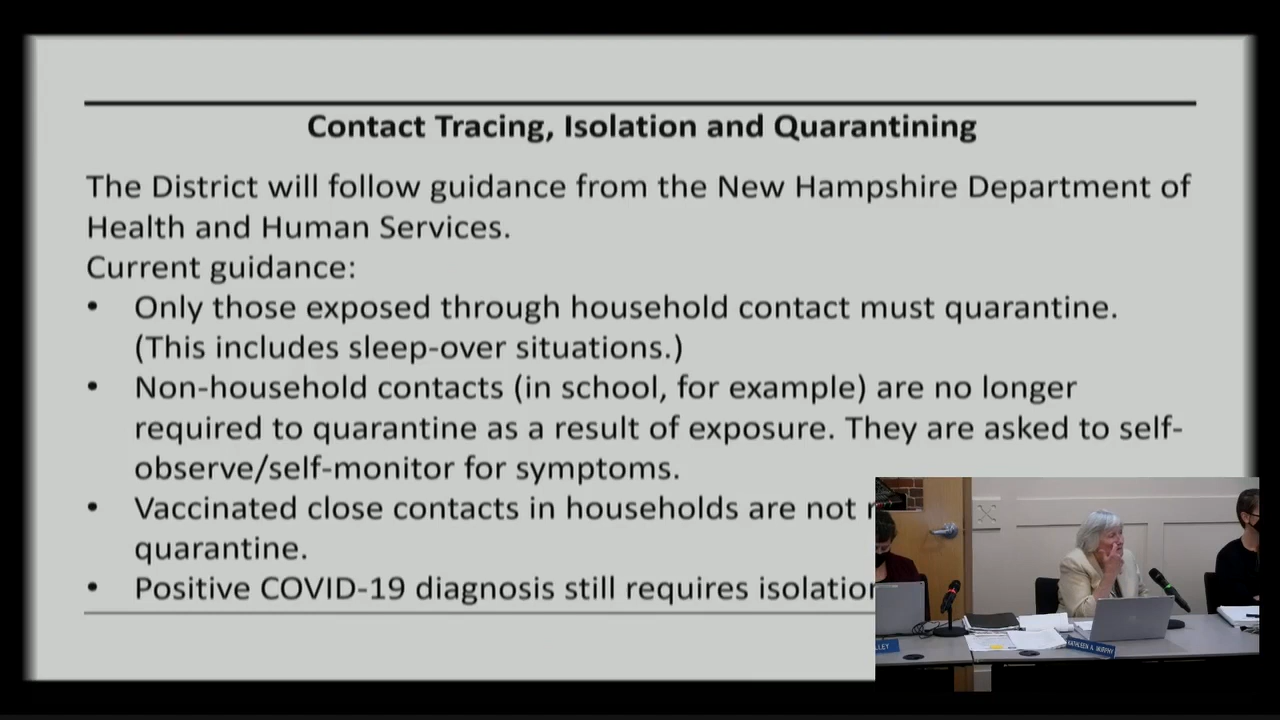 Contact Tracing, Isolation and Quarantining
The District will follow guidance from the New Hampshire Department of
Health and Human Services.
Current guidance:
• Only those exposed through household contact must quarantine.
(This includes sleep-over situations.)
• Non-household contacts (in school, for example) are no longer
required to quarantine as a result of exposure. They are asked to self-
observe/self-monitor for symptoms.
• Vaccinated close contacts in households are not
quarantine.
• Positive COVID-19 diagnosis still requires isolation
LLEY
KATHLEEN A. MURPHY